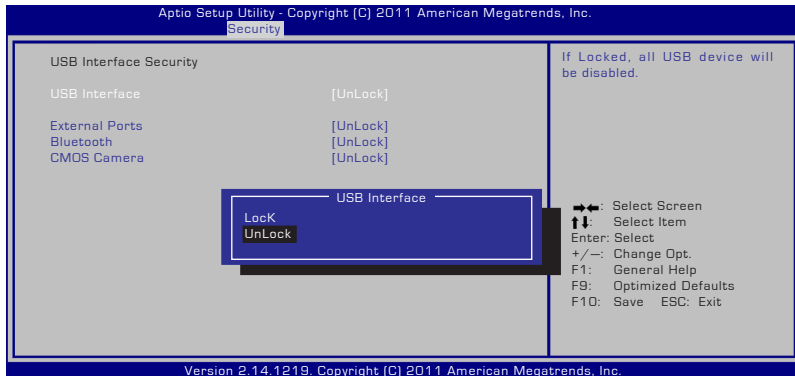 Aptio Setup Utility - Copyright (C) 2011 American Megatrends, Inc.
Security
USB Interface Security
USB Interface [UnLock]
External Ports [UnLock]
Bluetooth [UnLock]
CMOS Camera [UnLock]
If Locked, all USB device will
be disabled.
USB Interface
LocK
UnLock
→←: Select Screen
↑↓: Select Item
Enter: Select
+/—: Change Opt.
F1: General Help
F9: Optimized Defaults
F10: Save ESC: Exit
Version 2.14.1219. Copyright (C) 2011 American Megatrends, Inc.